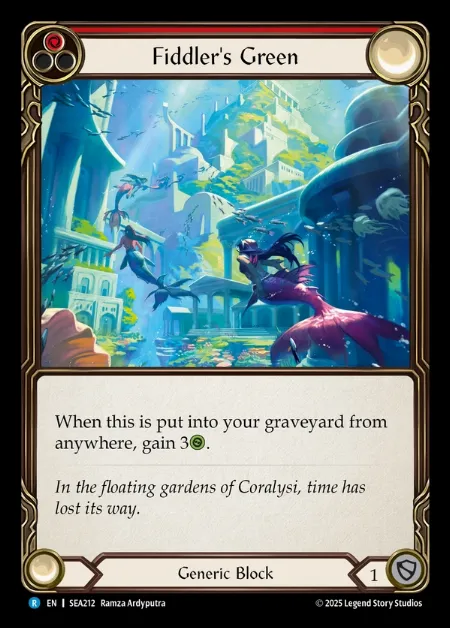 Fiddler's Green
When this is put into your graveyard from
anywhere, gain 3.
In the floating gardens of Coralysi, time has
lost its way.
Generic Block
1
R EN | SEA212 Ramza Ardyputra
© 2025 Legend Story Studios